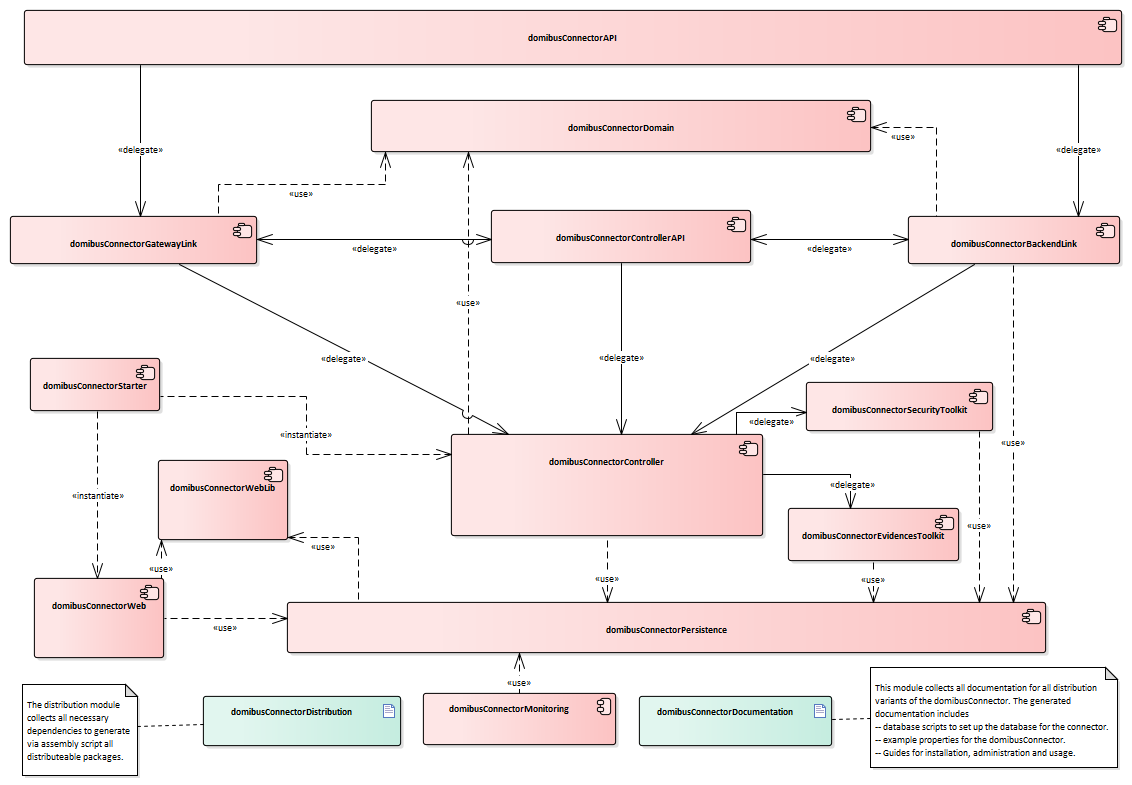 domibusConnectorAPI
domibusConnectorDomain
«use»
«delegate»
«delegate»
«use»
domibusConnectorGatewayLink
domibusConnectorControllerAPI
domibusConnectorBackendLink
«delegate»
«delegate»
«use»
«delegate»
«delegate»
«delegate»
domibusConnectorStarter
domibusConnectorSecurityToolkit
«delegate»
«instantiate»
«use»
domibusConnectorController
domibusConnectorWebLib
«delegate»
«instantiate»
«use»
domibusConnectorEvidencesToolkit
«use»
«use»
«use»
«use»
domibusConnectorWeb
«use»
domibusConnectorPersistence
«use»
The distribution module
collects all necessary
dependencies to generate
via assembly script all
distributeable packages.
domibusConnectorDistribution
domibusConnectorMonitoring
domibusConnectorDocumentation
This module collects all documentation for all distribution
variants of the domibusConnector. The generated
documentation includes
-- database scripts to set up the database for the connector.
-- example properties for the domibusConnector.
-- Guides for installation, administration and usage.